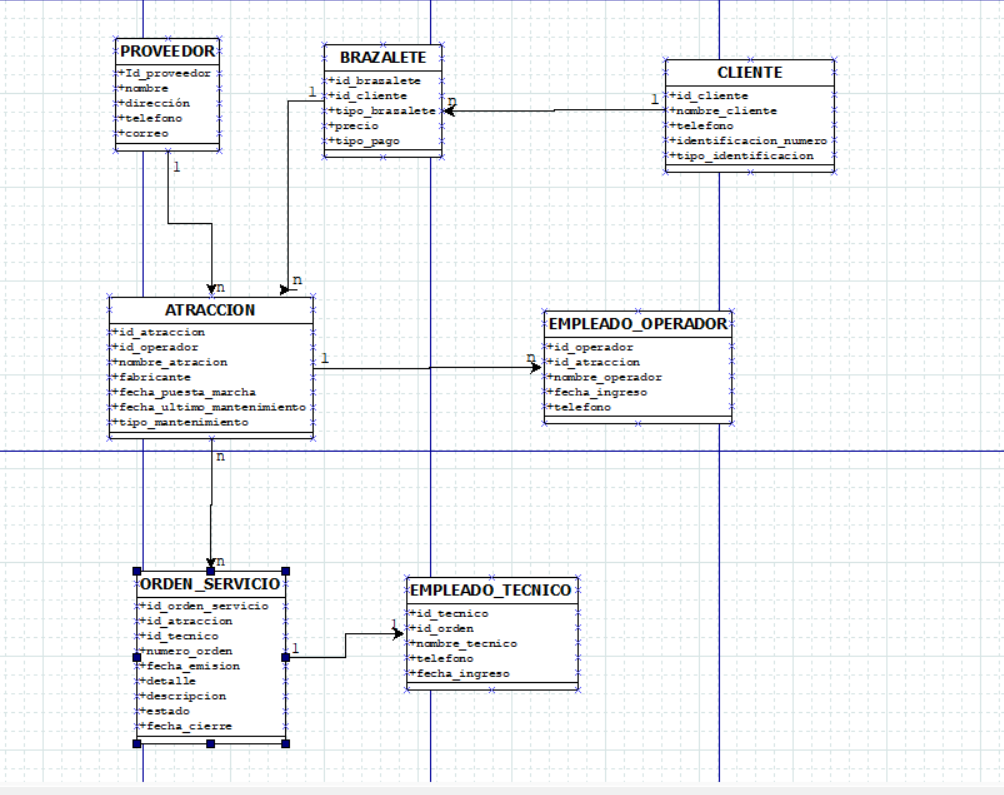 PROVEEDOR
+Id_proveedor
+nombre
+dirección
+telefono
+correo
1
BRAZALETE
+id_brazalete
+id_cliente
+tipo_brazalete
+precio
+tipo_pago
1
n
1
CLIENTE
+id_cliente
+nombre_cliente
+telefono
+identificacion_numero
+tipo_identificacion
n
n
ATRACCION
+id_atraccion
+id_operador
+nombre_atracion
+fabricante
+fecha_puesta_marcha
+fecha_ultimo_mantenimiento
+tipo_mantenimiento
1
n
EMPLEADO_OPERADOR
+id_operador
+id_atraccion
+nombre_operador
+fecha_ingreso
+telefono
n
n
ORDEN_SERVICIO
+id_orden_servicio
+id_atraccion
+id_tecnico
+numero_orden
+fecha_emision
+detalle
+descripcion
+estado
+fecha_cierre
1
1
EMPLEADO_TECNICO
+id_tecnico
+id_orden
+nombre_tecnico
+telefono
+fecha_ingreso